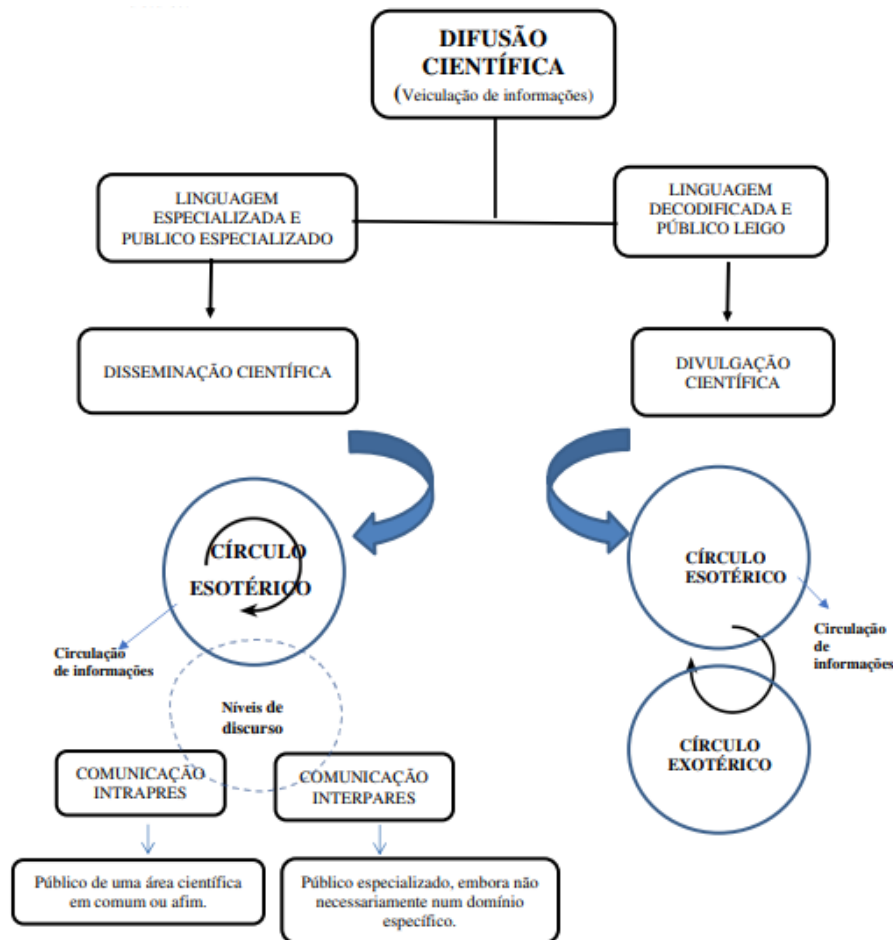 DIFUSÃO
CIENTÍFICA
(Veiculação de informações)
LINGUAGEM
ESPECIALIZADA E
PUBLICO ESPECIALIZADO
LINGUAGEM
DECODIFICADA E
PÚBLICO LEIGO
DISSEMINAÇÃO CIENTÍFICA
DIVULGAÇÃO
CIENTÍFICA
CÍRCULO
ESOTÉRICO
Circulação
de informações
Níveis de
discurso
CÍRCULO
ESOTÉRICO
Circulação
de
informações
CÍRCULO
EXOTÉRICO
COMUNICAÇÃO
INTRAPRES
COMUNICAÇÃO
INTERPARES
Público de uma área científica
em comum ou afim.
Público especializado, embora não
necessariamente num domínio
específico.